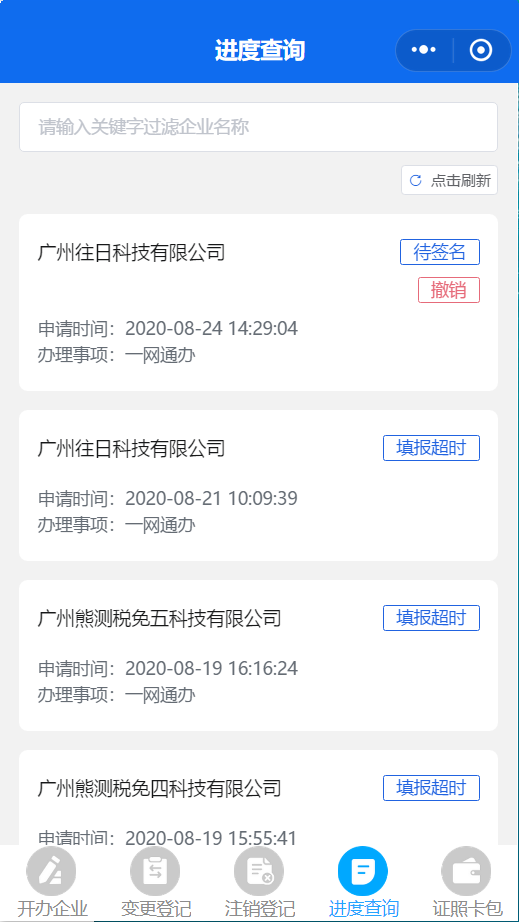 进度查询
请输入关键字过滤企业名称
点击刷新
广州往日科技有限公司
待签名
撤销
申请时间：2020-08-24 14:29:04
办理事项：一网通办
广州往日科技有限公司
填报超时
申请时间：2020-08-21 10:09:39
办理事项：一网通办
广州熊测税免五科技有限公司
填报超时
申请时间：2020-08-19 16:16:24
办理事项：一网通办
广州熊测税免四科技有限公司
填报超时
申请时间：2020-08-19 15:55:41
开办企业
变更登记
注销登记
进度查询
证照卡包